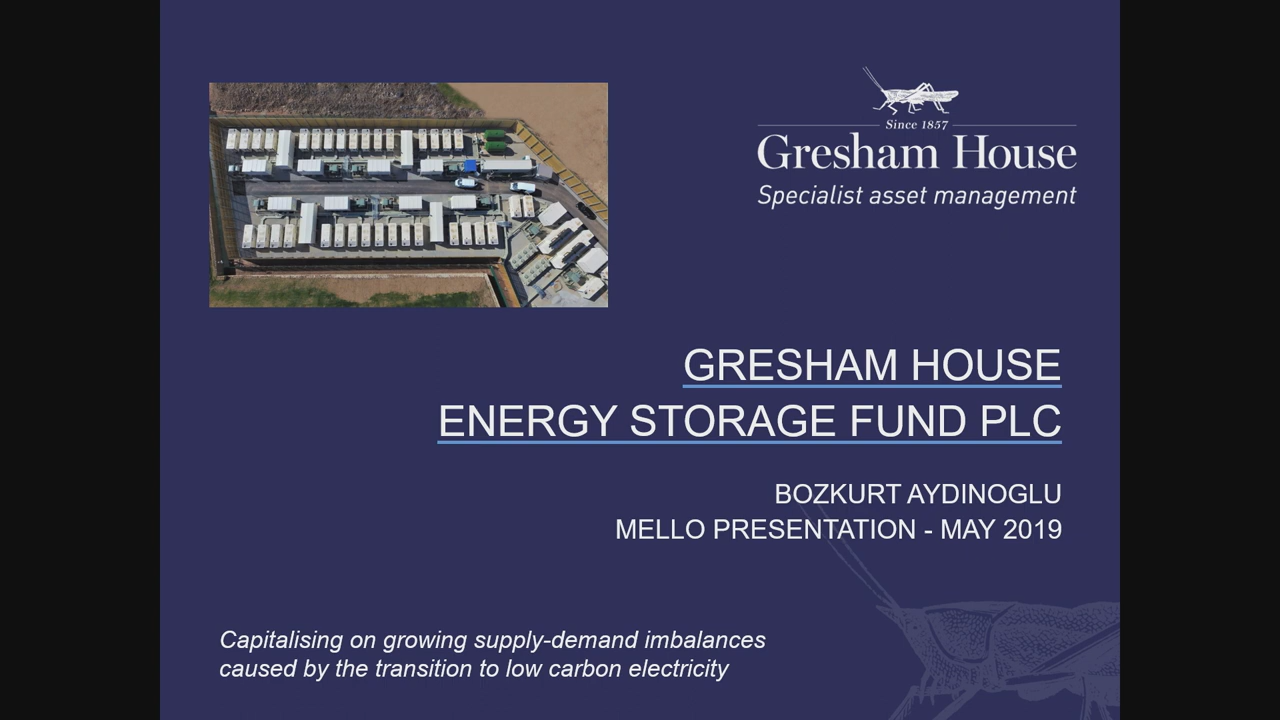 Since 1857
Gresham House
Specialist asset management
GRESHAM HOUSE
ENERGY STORAGE FUND PLC
BOZKURT AYDINOGLU
MELLO PRESENTATION - MAY 2019
Capitalising on growing supply-demand imbalances
caused by the transition to low carbon electricity